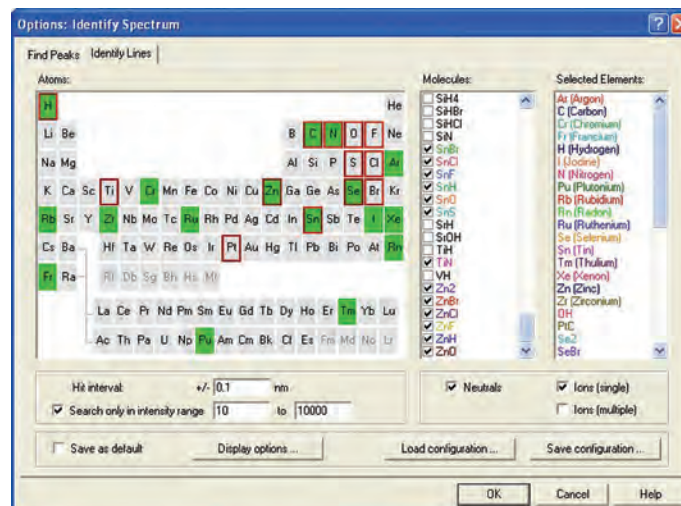 Options: Identify Spectrum
Find Peaks Identify Lines
Atoms:
H He
Li Be B C N O F Ne
Na Mg Al Si P S Cl Ar
K Ca Sc Ti V Cr Mn Fe Co Ni Cu Zn Ga Ge As Se Br Kr
Rb Sr Y Zr Nb Mo Tc Ru Rh Pd Ag Cd In Sn Sb Te I Xe
Cs Ba Hf Ta W Re Os Ir Pt Au Hg Tl Pb Bi Po At Rn
Fr Ra Rf Db Sg Bh Hs Mt
La Ce Pr Nd Pm Sm Eu Gd Tb Dy Ho Er Tm Yb Lu
Ac Th Pa U Np Pu Am Cm Bk Cf Es Fm Md No Lr
Molecules:
SiH4
SiHBr
SiHCl
SiN
SnBr
SnCl
SnF
SnH
SnO
SnS
SrH
SrOH
TiH
TiN
VH
Zn2
ZnBr
ZnCl
ZnF
ZnH
ZnO
Selected Elements:
Ar (Argon)
C (Carbon)
Cr (Chromium)
Fr (Francium)
H (Hydrogen)
I (Iodine)
N (Nitrogen)
Pu (Plutonium)
Rb (Rubidium)
Rn (Radon)
Ru (Ruthenium)
Se (Selenium)
Sn (Tin)
Tm (Thulium)
Xe (Xenon)
Zn (Zinc)
Zr (Zirconium)
OH
PtC
Se2
SeBr
Hit interval: +/- 0.1 nm
Search only in intensity range 10 to 10000
Neutrals Ions (single)
Ions (multiple)
Save as default Display options ... Load configuration ... Save configuration ...
OK Cancel Help